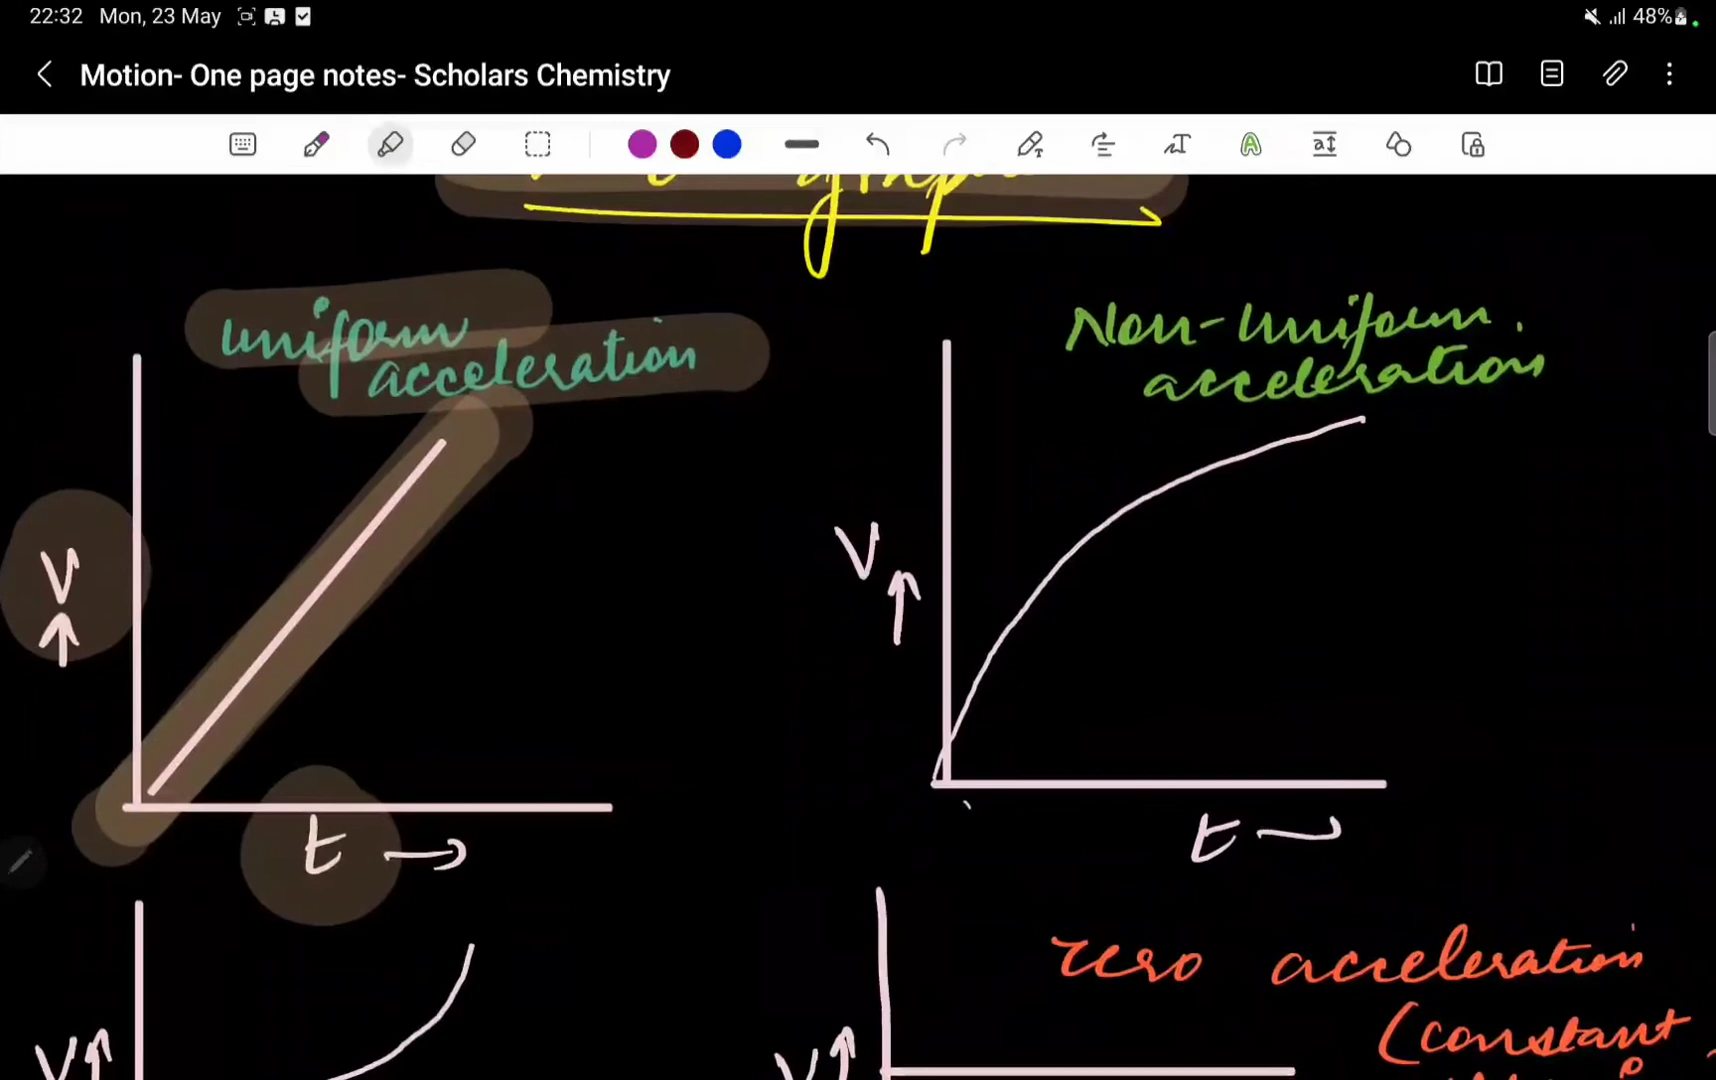 22:32 Mon, 23 May 48%
Motion- One page notes- Scholars Chemistry
uniform
acceleration
Non-Uniform
acceleration
V
t
V
t
zero acceleration
(constant
V
V